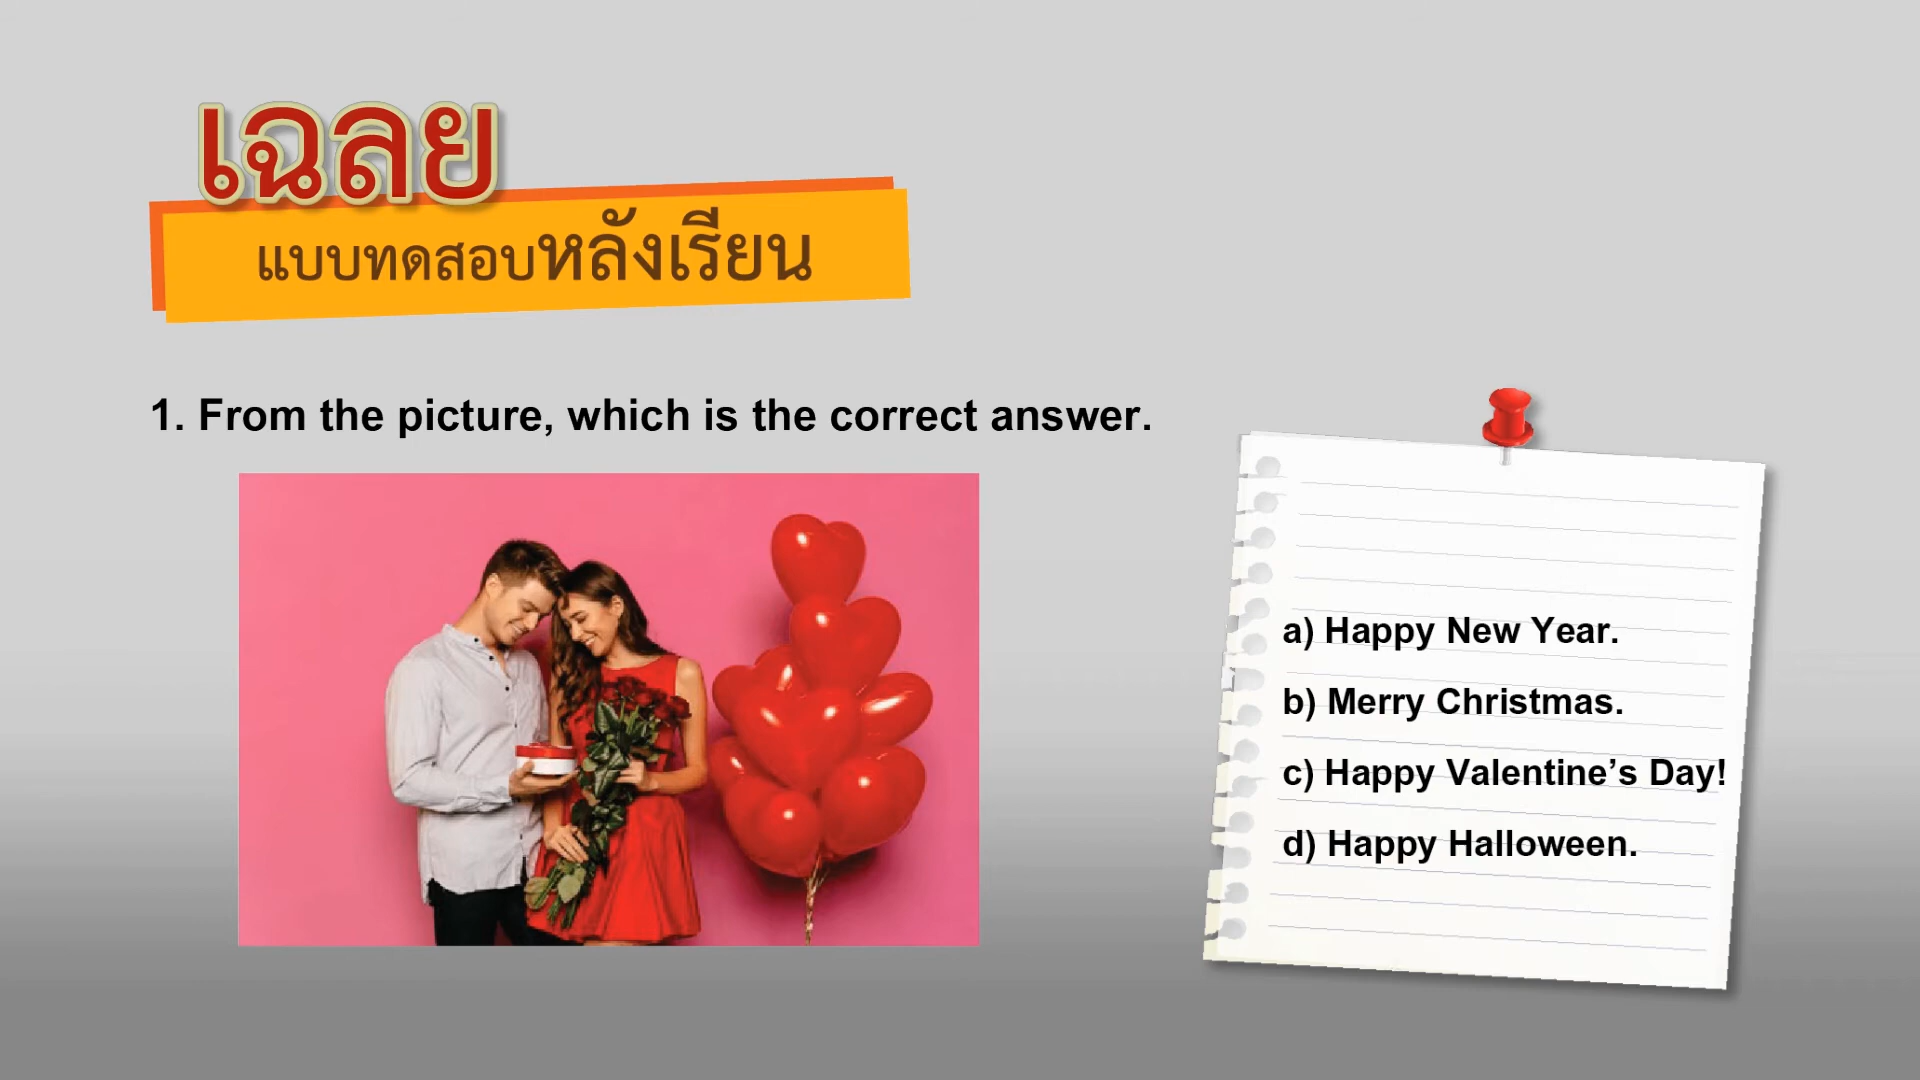 เฉลย
แบบทดสอบหลังเรียน
1. From the picture, which is the correct answer.
a) Happy New Year.
b) Merry Christmas.
c) Happy Valentine’s Day!
d) Happy Halloween.